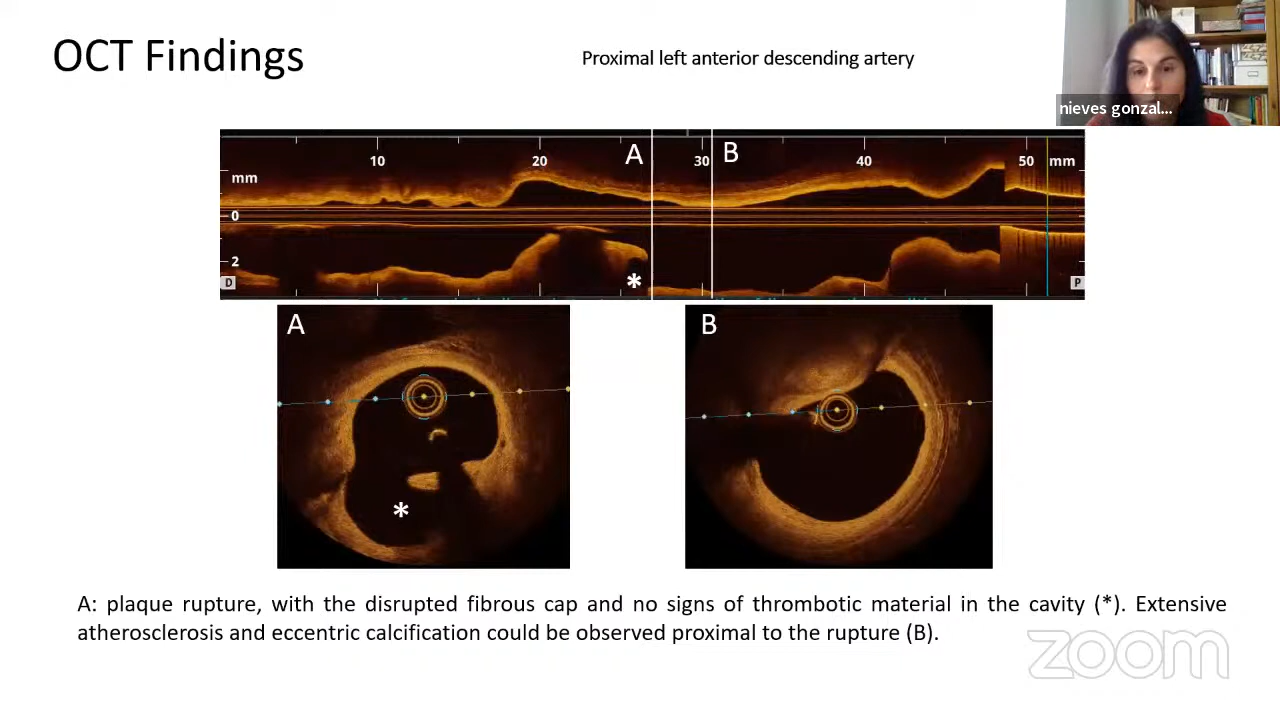 OCT Findings
Proximal left anterior descending artery
nieves gonzal...
10 20 A 30 B 40 50 mm
mm
0
2
D P
A
B
*
*
A: plaque rupture, with the disrupted fibrous cap and no signs of thrombotic material in the cavity (*). Extensive
atherosclerosis and eccentric calcification could be observed proximal to the rupture (B).
zoom